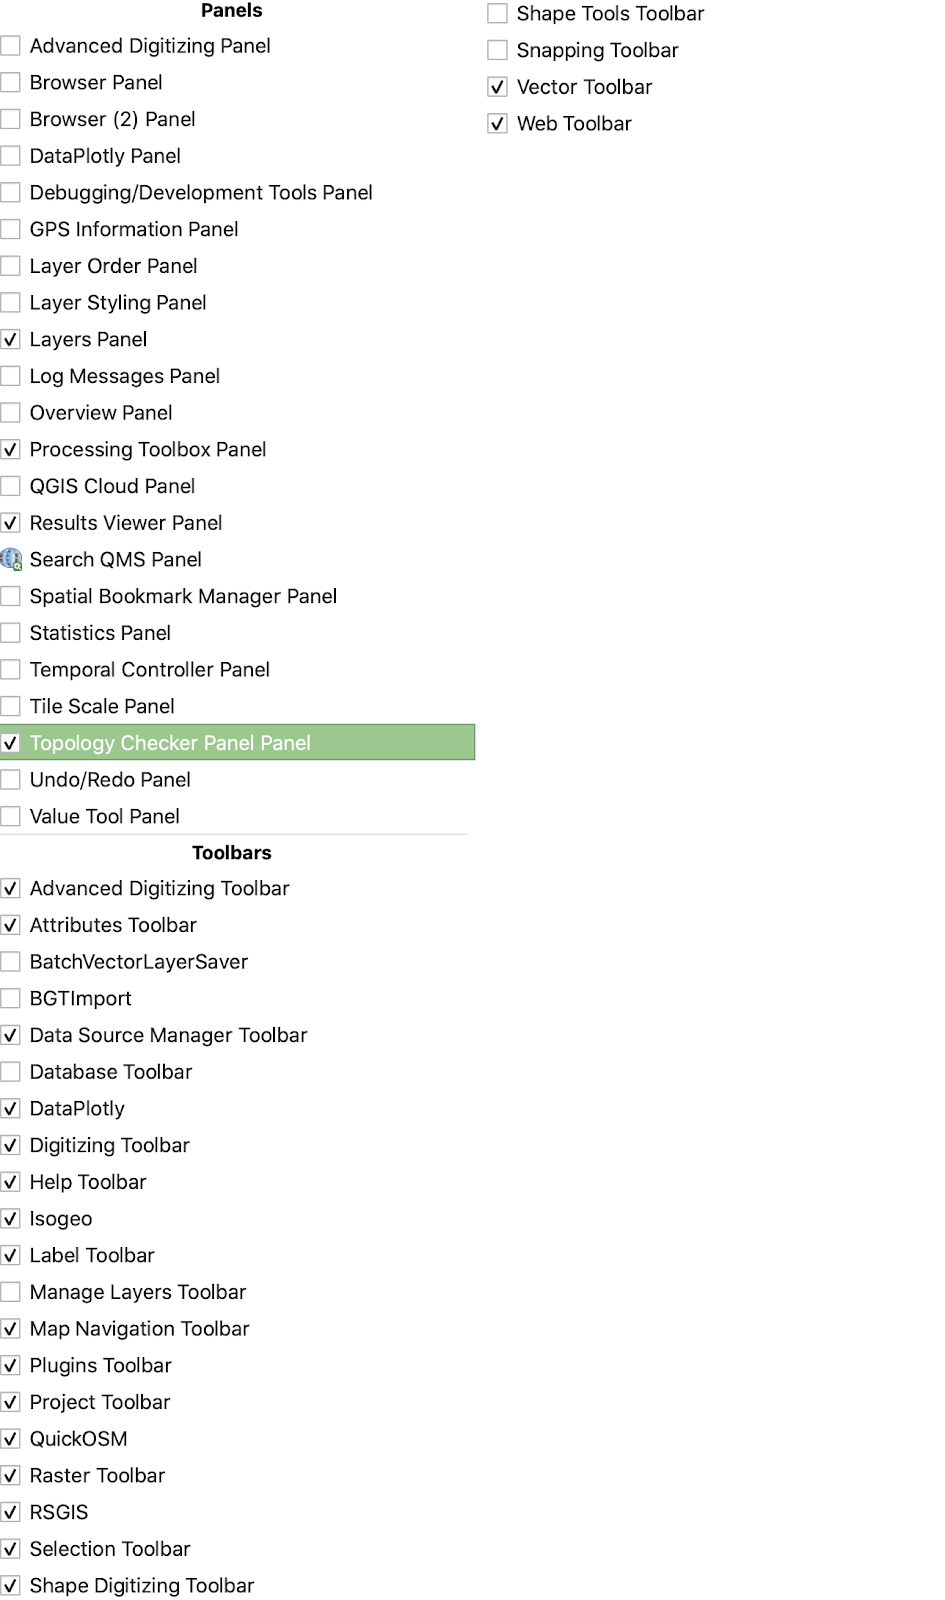 Panels
Advanced Digitizing Panel
Browser Panel
Browser (2) Panel
DataPlotly Panel
Debugging/Development Tools Panel
GPS Information Panel
Layer Order Panel
Layer Styling Panel
Layers Panel
Log Messages Panel
Overview Panel
Processing Toolbox Panel
QGIS Cloud Panel
Results Viewer Panel
Search QMS Panel
Spatial Bookmark Manager Panel
Statistics Panel
Temporal Controller Panel
Tile Scale Panel
Topology Checker Panel Panel
Undo/Redo Panel
Value Tool Panel
Toolbars
Advanced Digitizing Toolbar
Attributes Toolbar
BatchVectorLayerSaver
BGTImport
Data Source Manager Toolbar
Database Toolbar
DataPlotly
Digitizing Toolbar
Help Toolbar
Isogeo
Label Toolbar
Manage Layers Toolbar
Map Navigation Toolbar
Plugins Toolbar
Project Toolbar
QuickOSM
Raster Toolbar
RSGIS
Selection Toolbar
Shape Digitizing Toolbar
Shape Tools Toolbar
Snapping Toolbar
Vector Toolbar
Web Toolbar